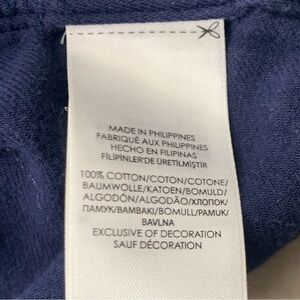 MADE IN PHILIPPINES
FABRIQUÉ AUX PHILIPPINES
HECHO EN FILIPINAS
FİLİPİNLER'DE ÜRETİLMİŞTİR
100% COTTON/COTON/COTONE/
BAUMWOLLE/KATOEN/BOMULD/
ALGODÓN/ALGODÃO/ХЛОПОК
ПАМУК/BAMBAKI/BOMULL/PAMUK/
BAVLNA
EXCLUSIVE OF DECORATION
SAUF DÉCORATION